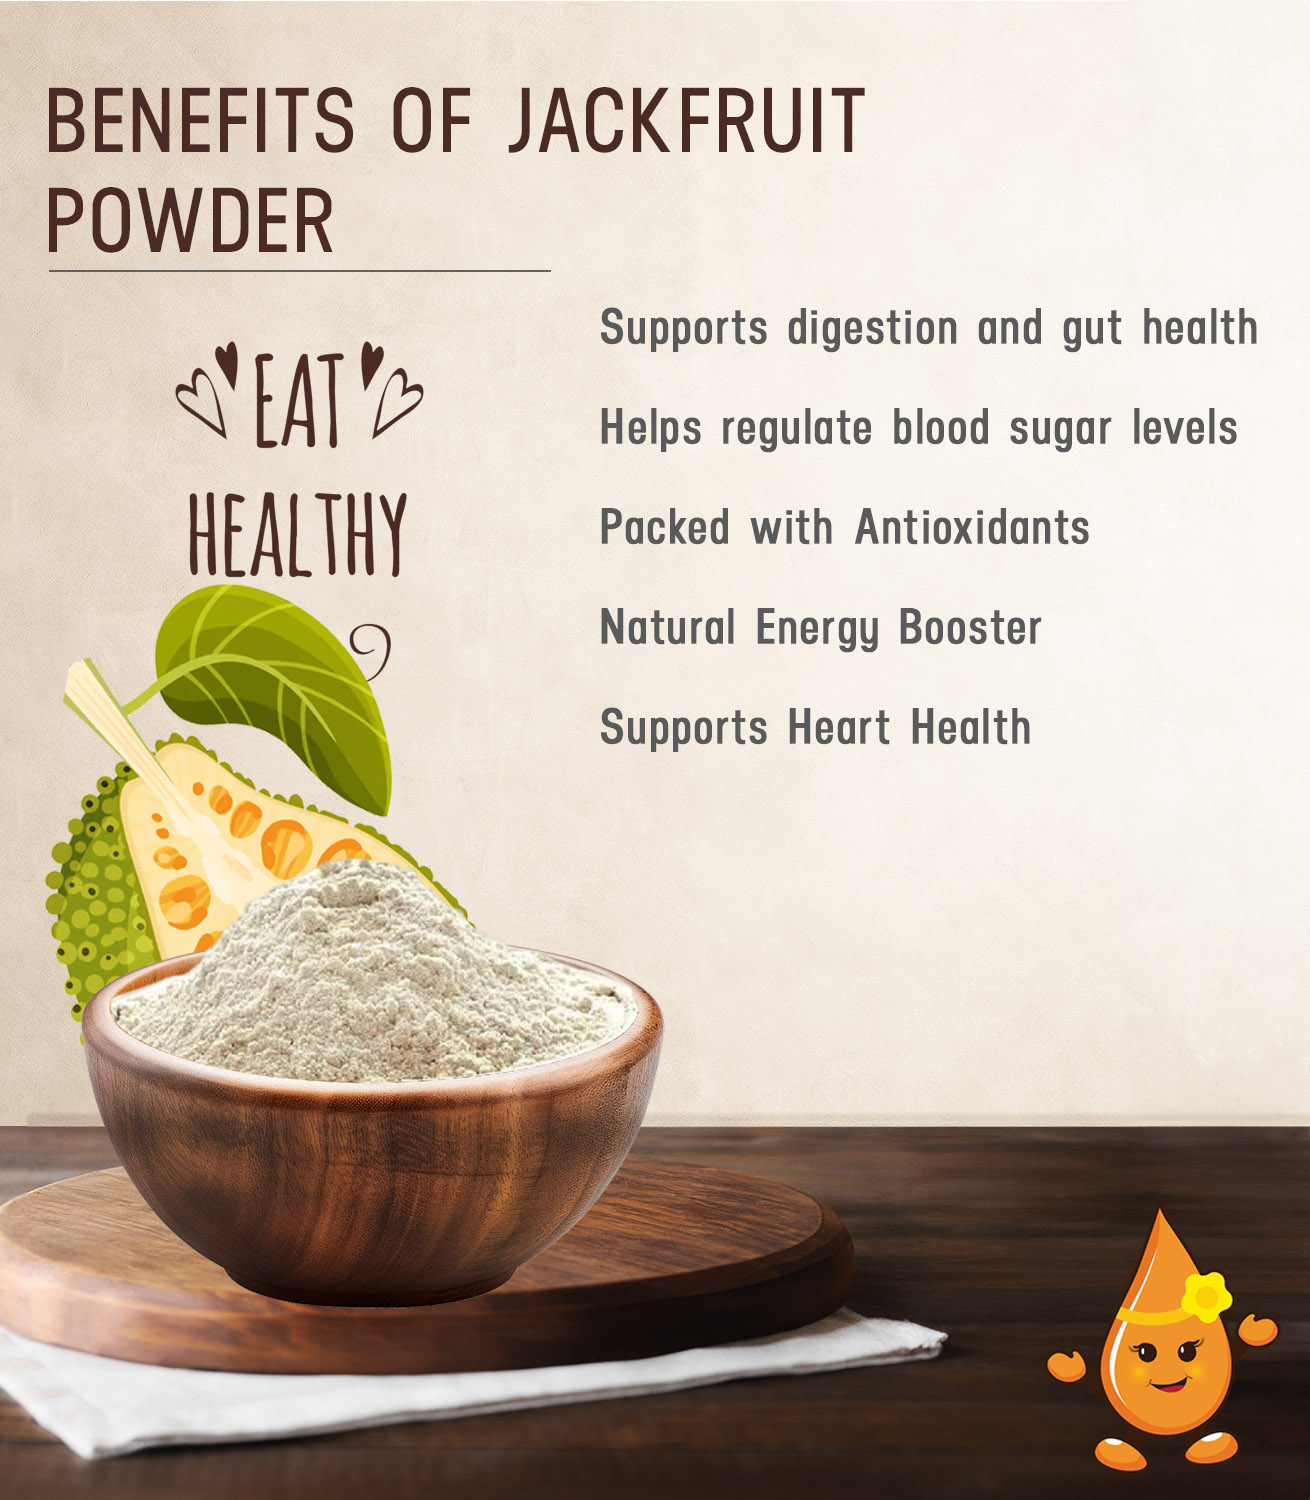 BENEFITS OF JACKFRUIT
POWDER
EAT
HEALTHY
Supports digestion and gut health
Helps regulate blood sugar levels
Packed with Antioxidants
Natural Energy Booster
Supports Heart Health